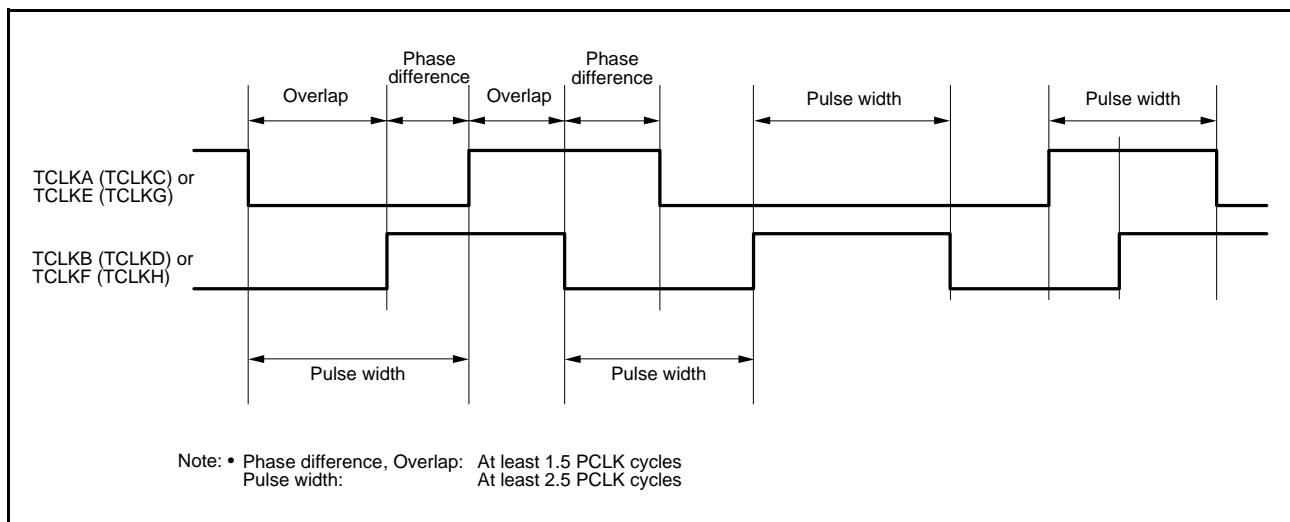 Phase
difference
Phase
difference
Overlap
Overlap
Pulse width
Pulse width
TCLKA (TCLKC) or
TCLKE (TCLKG)
TCLKB (TCLKD) or
TCLKF (TCLKH)
Pulse width
Pulse width
Note: • Phase difference, Overlap: At least 1.5 PCLK cycles
Pulse width: At least 2.5 PCLK cycles